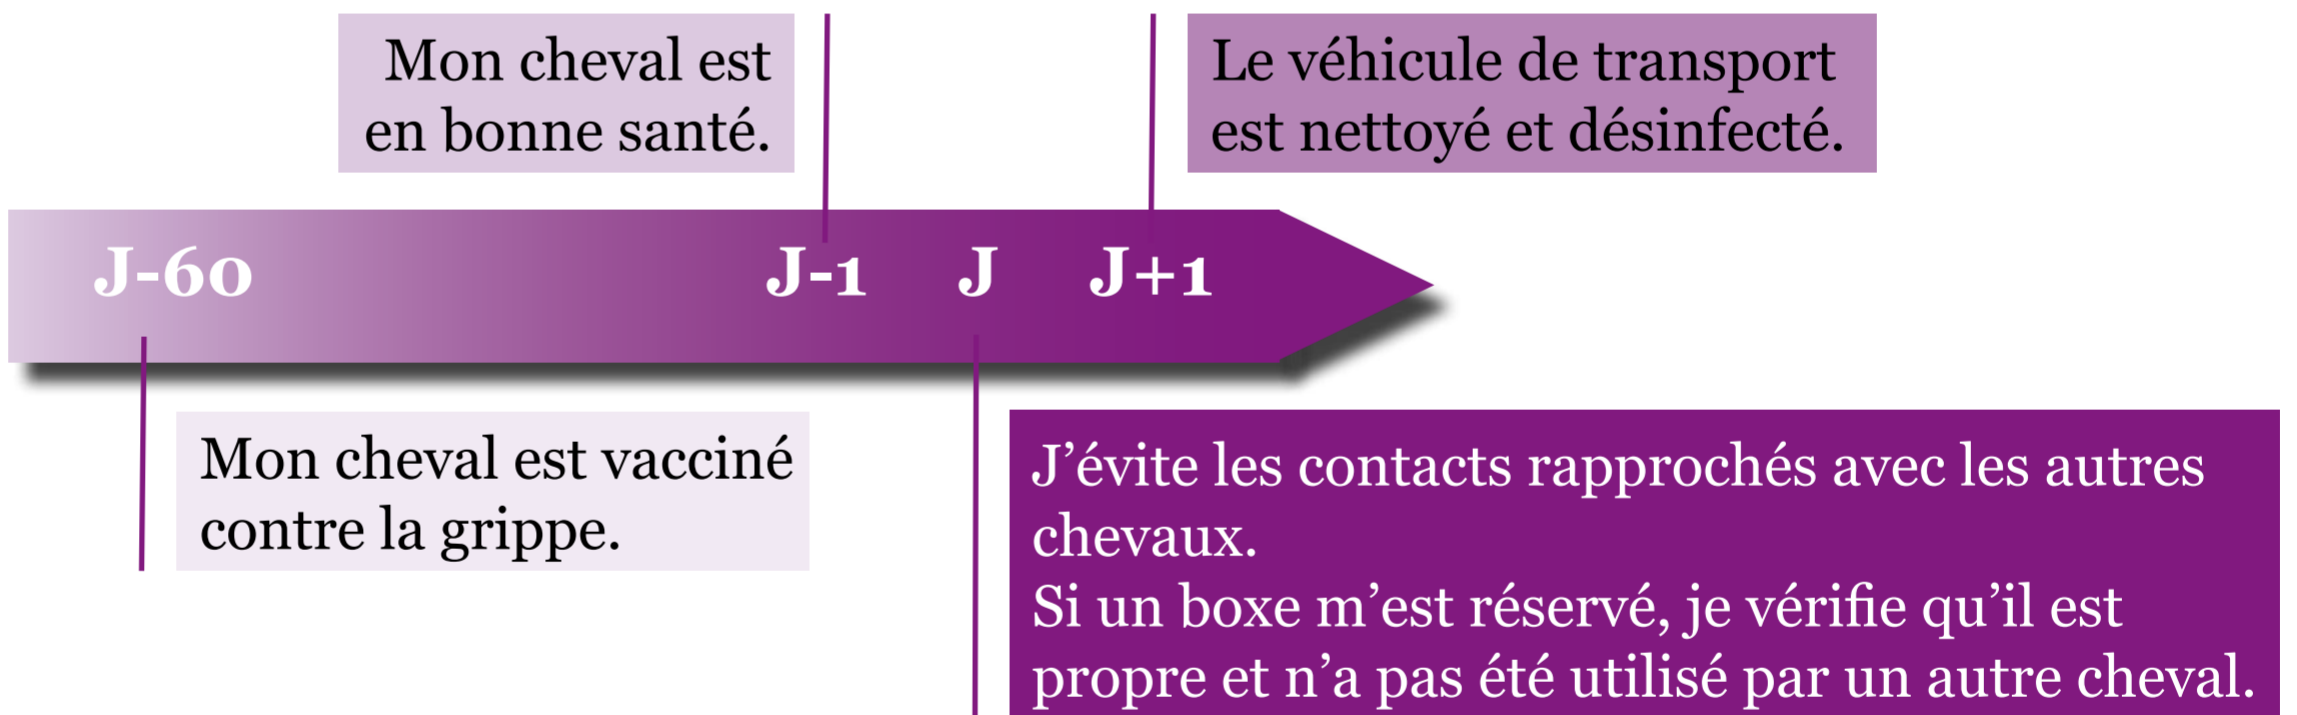 Mon cheval est
en bonne santé.
Le véhicule de transport
est nettoyé et désinfecté.
J-60
J-1
J
J+1
Mon cheval est vacciné
contre la grippe.
J’évite les contacts rapprochés avec les autres
chevaux.
Si un boxe m’est réservé, je vérifie qu’il est
propre et n’a pas été utilisé par un autre cheval.